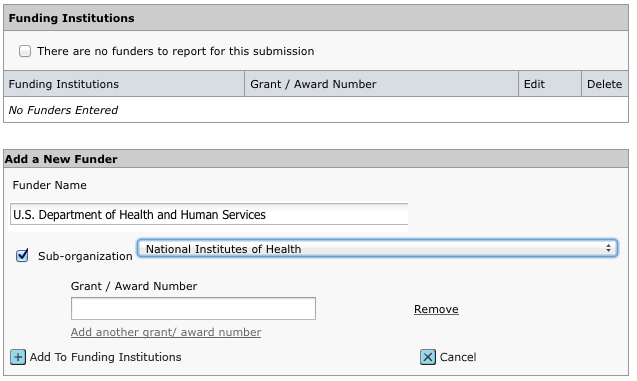 Funding Institutions
There are no funders to report for this submission
Funding Institutions Grant / Award Number Edit Delete
No Funders Entered
Add a New Funder
Funder Name
U.S. Department of Health and Human Services
Sub-organization National Institutes of Health
Grant / Award Number
Remove
Add another grant/ award number
Add To Funding Institutions Cancel